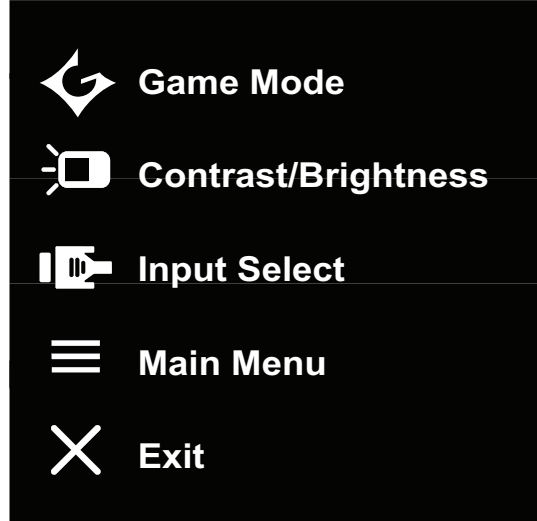 Game Mode
Contrast/Brightness
Input Select
Main Menu
Exit